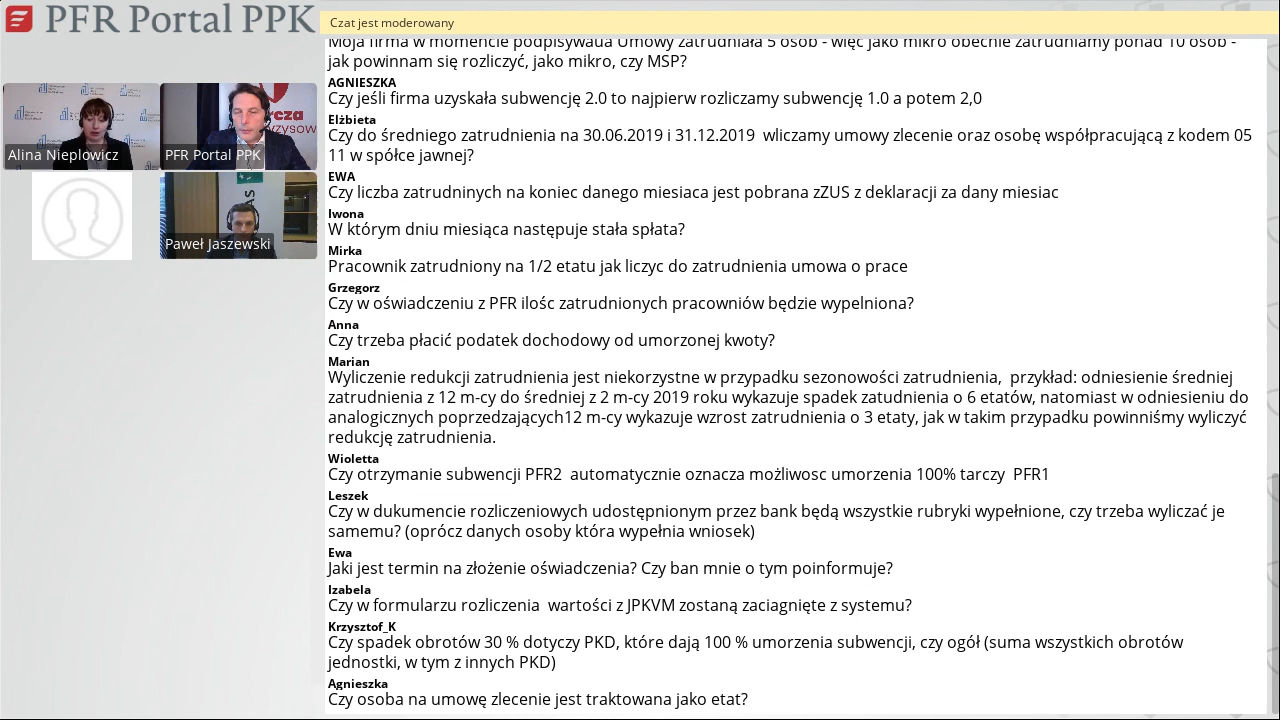 PFR Portal PPK
Czat jest moderowany
Alina Nieplowicz
PFR Portal PPK
Paweł Jaszewski
Moja firma w momencie podpisywaua Umowy zatrudniała 5 osób - więc jako mikro obecnie zatrudniamy ponad 10 osób -
jak powinnam się rozliczyć, jako mikro, czy MSP?
AGNIESZKA
Czy jeśli firma uzyskała subwencję 2.0 to najpierw rozliczamy subwencję 1.0 a potem 2,0
Elżbieta
Czy do średniego zatrudnienia na 30.06.2019 i 31.12.2019 wliczamy umowy zlecenie oraz osobę współpracującą z kodem 05
11 w spółce jawnej?
EWA
Czy liczba zatrudninych na koniec danego miesiaca jest pobrana zZUS z deklaracji za dany miesiac
Iwona
W którym dniu miesiąca następuje stała spłata?
Mirka
Pracownik zatrudniony na 1/2 etatu jak liczyc do zatrudnienia umowa o prace
Grzegorz
Czy w oświadczeniu z PFR ilośc zatrudnionych pracowniów będzie wypelniona?
Anna
Czy trzeba płacić podatek dochodowy od umorzonej kwoty?
Marian
Wyliczenie redukcji zatrudnienia jest niekorzystne w przypadku sezonowości zatrudnienia, przykład: odniesienie średniej
zatrudnienia z 12 m-cy do średniej z 2 m-cy 2019 roku wykazuje spadek zatudnienia o 6 etatów, natomiast w odniesieniu do
analogicznych poprzedzających12 m-cy wykazuje wzrost zatrudnienia o 3 etaty, jak w takim przypadku powinniśmy wyliczyć
redukcję zatrudnienia.
Wioletta
Czy otrzymanie subwencji PFR2 automatycznie oznacza możliwosc umorzenia 100% tarczy PFR1
Leszek
Czy w dukumencie rozliczeniowych udostępnionym przez bank będą wszystkie rubryki wypełnione, czy trzeba wyliczać je
samemu? (oprócz danych osoby która wypełnia wniosek)
Ewa
Jaki jest termin na złożenie oświadczenia? Czy ban mnie o tym poinformuje?
Izabela
Czy w formularzu rozliczenia wartości z JPKVM zostaną zaciagnięte z systemu?
Krzysztof_K
Czy spadek obrotów 30 % dotyczy PKD, które dają 100 % umorzenia subwencji, czy ogół (suma wszystkich obrotów
jednostki, w tym z innych PKD)
Agnieszka
Czy osoba na umowę zlecenie jest traktowana jako etat?